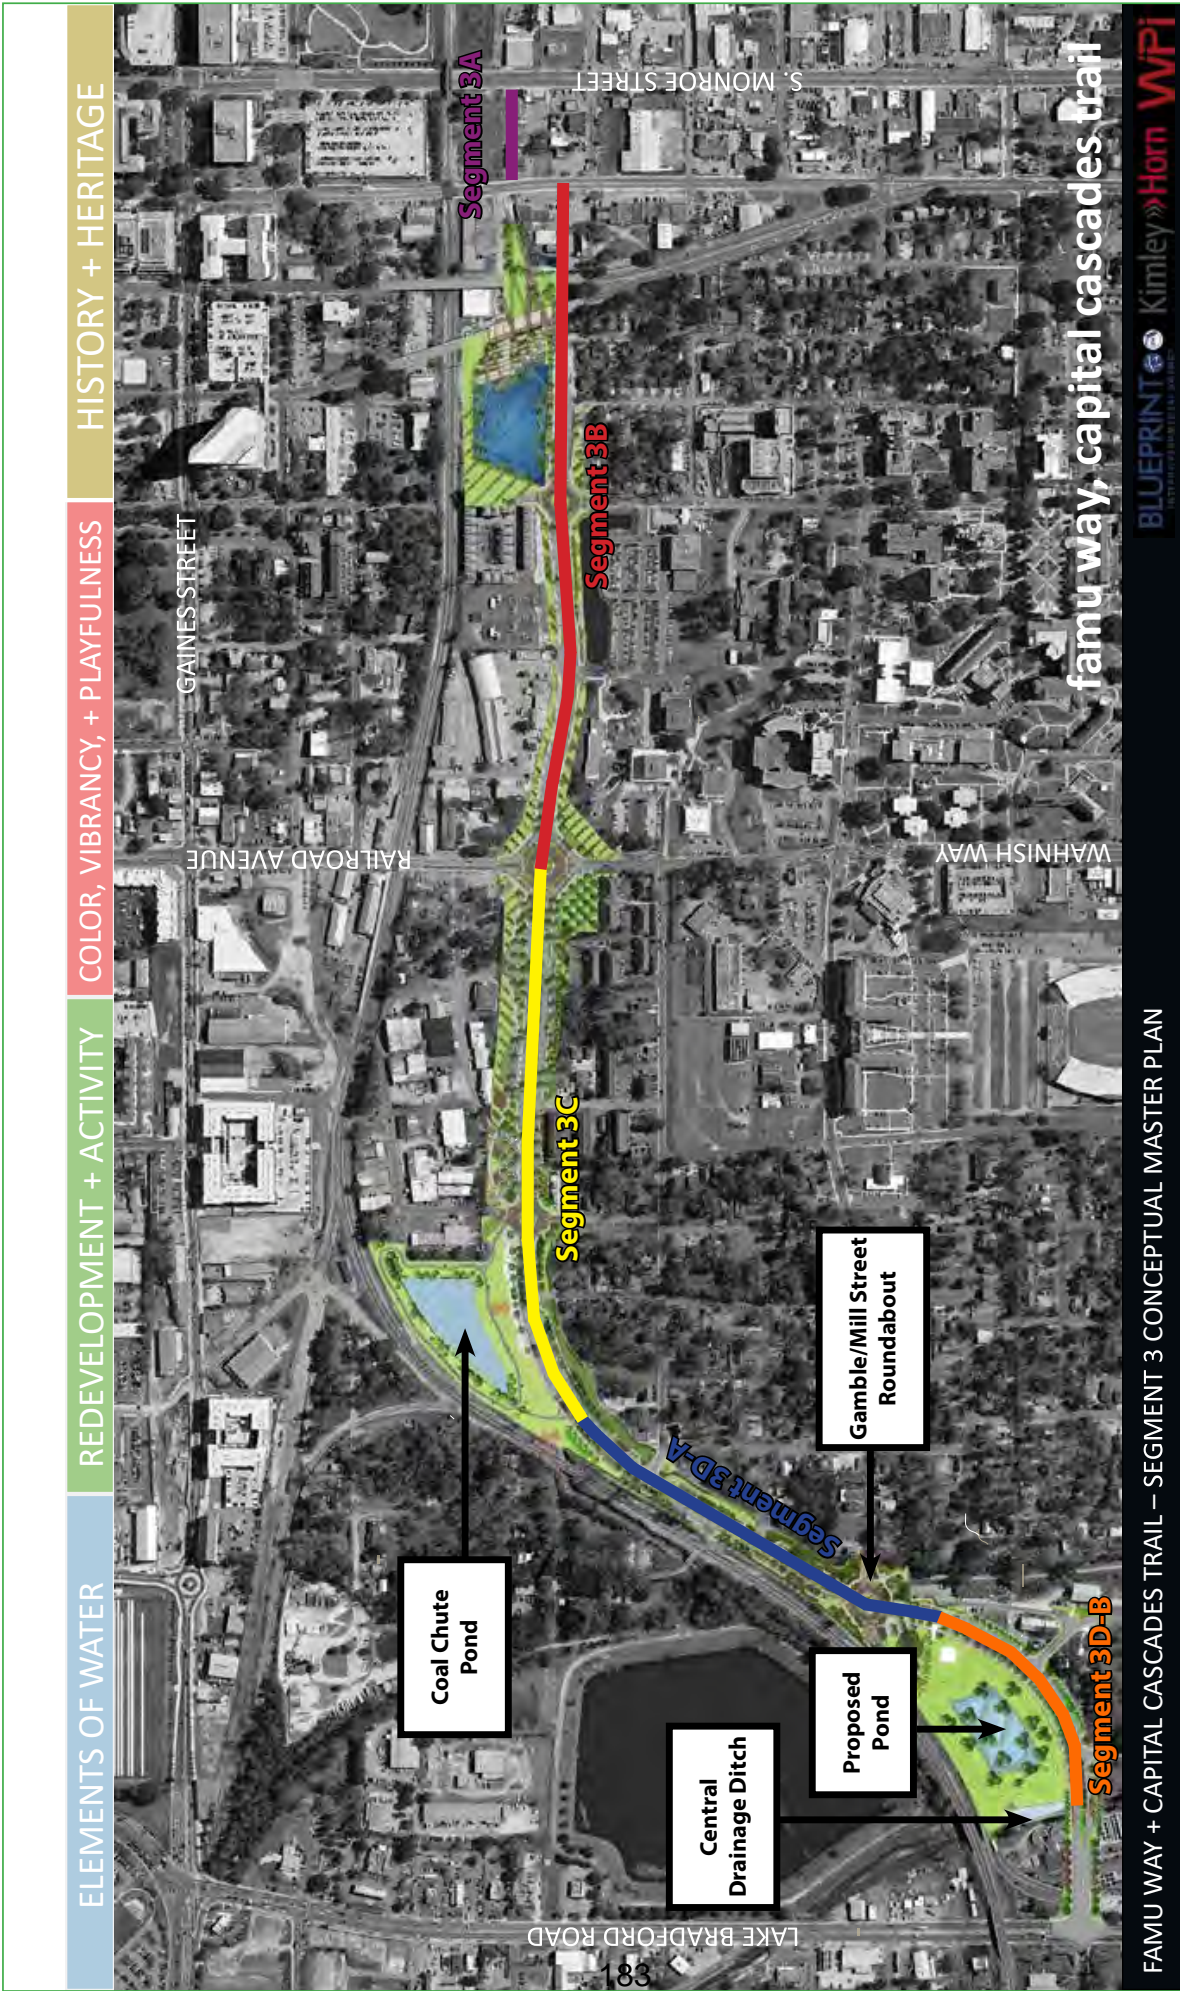 ELEMENTS OF WATER
REDEVELOPMENT + ACTIVITY
COLOR, VIBRANCY, + PLAYFULNESS
HISTORY + HERITAGE
GAINES STREET
RAILROAD AVENUE
S. MONROE STREET
Segment 3A
Segment 3B
Segment 3C
Coal Chute
Pond
Segment 3D-A
Gamble/Mill Street
Roundabout
WAHNISH WAY
LAKE BRADFORD ROAD
Central
Drainage Ditch
Proposed
Pond
Segment 3D-B
famu way, capital cascades trail
FAMU WAY + CAPITAL CASCADES TRAIL – SEGMENT 3 CONCEPTUAL MASTER PLAN
BLUEPRINT
INTERGOVERNMENTAL AGENCY
Kimley»Horn
WPi
183